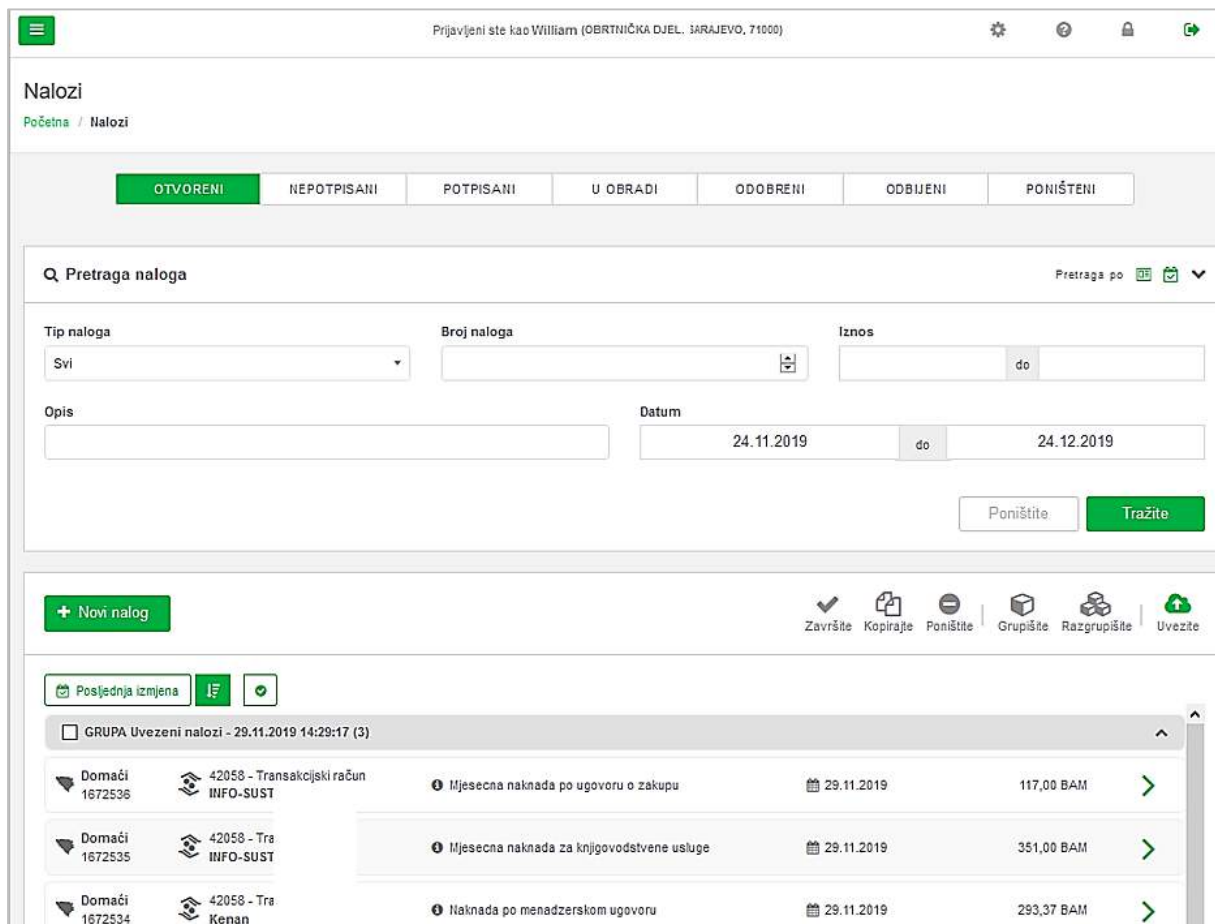 Prijavljeni ste kao William (OBRTNIČKA DJEL. SARAJEVO, 71000)
Nalozi
Početna / Nalozi
OTVORENI NEPOTPISANI POTPISANI U OBRADI ODOBRENI ODBIJENI PONIŠTENI
Pretraga naloga Pretraga po
Tip naloga Broj naloga Iznos
Svi do
Opis Datum
24.11.2019 do 24.12.2019
Poništite Tražite
+ Novi nalog Završite Kopirajte Poništite Grupišite Razgrupišite Uvezite
Posljednja izmjena
GRUPA Uvezeni nalozi - 29.11.2019 14:29:17 (3)
Domaći 42058 - Transakcijski račun
1672536 INFO-SUST Mjesecna naknada po ugovoru o zakupu 29.11.2019 117,00 BAM
Domaći 42058 - Tra
1672535 INFO-SUST Mjesecna naknada za knjigovodstvene usluge 29.11.2019 351,00 BAM
Domaći 42058 - Tra
1672534 Kenan Naknada po menadzerskom ugovoru 29.11.2019 293,37 BAM